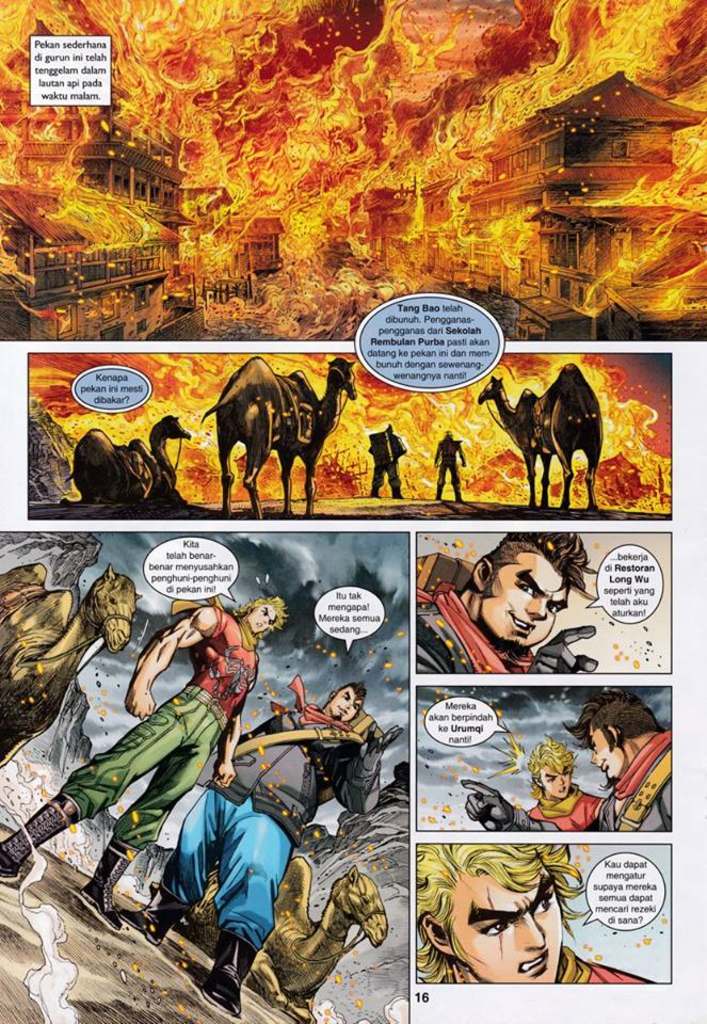 Pekan sederhana
di gurun ini telah
tenggelam dalam
lautan api pada
waktu malam.
Kenapa
pekan ini mesti
dibakar?
Tang Bao telah
dibunuh. Pengganas-
pengganas dari Sekolah
Rembulan Purba pasti akan
datang ke pekan ini dan mem-
bunuh dengan sewenang-
wenangnya nanti!
Kita
telah benar-
benar menyusahkan
penghuni-penghuni
di pekan ini!
Itu tak
mengapa!
Mereka semua
sedang...
...bekerja
di Restoran
Long Wu
seperti yang
telah aku
aturkan!
Mereka
akan berpindah
ke Urumqi
nanti!
Kau dapat
mengatur
supaya mereka
dapat
mencari rezeki
di sana?
16